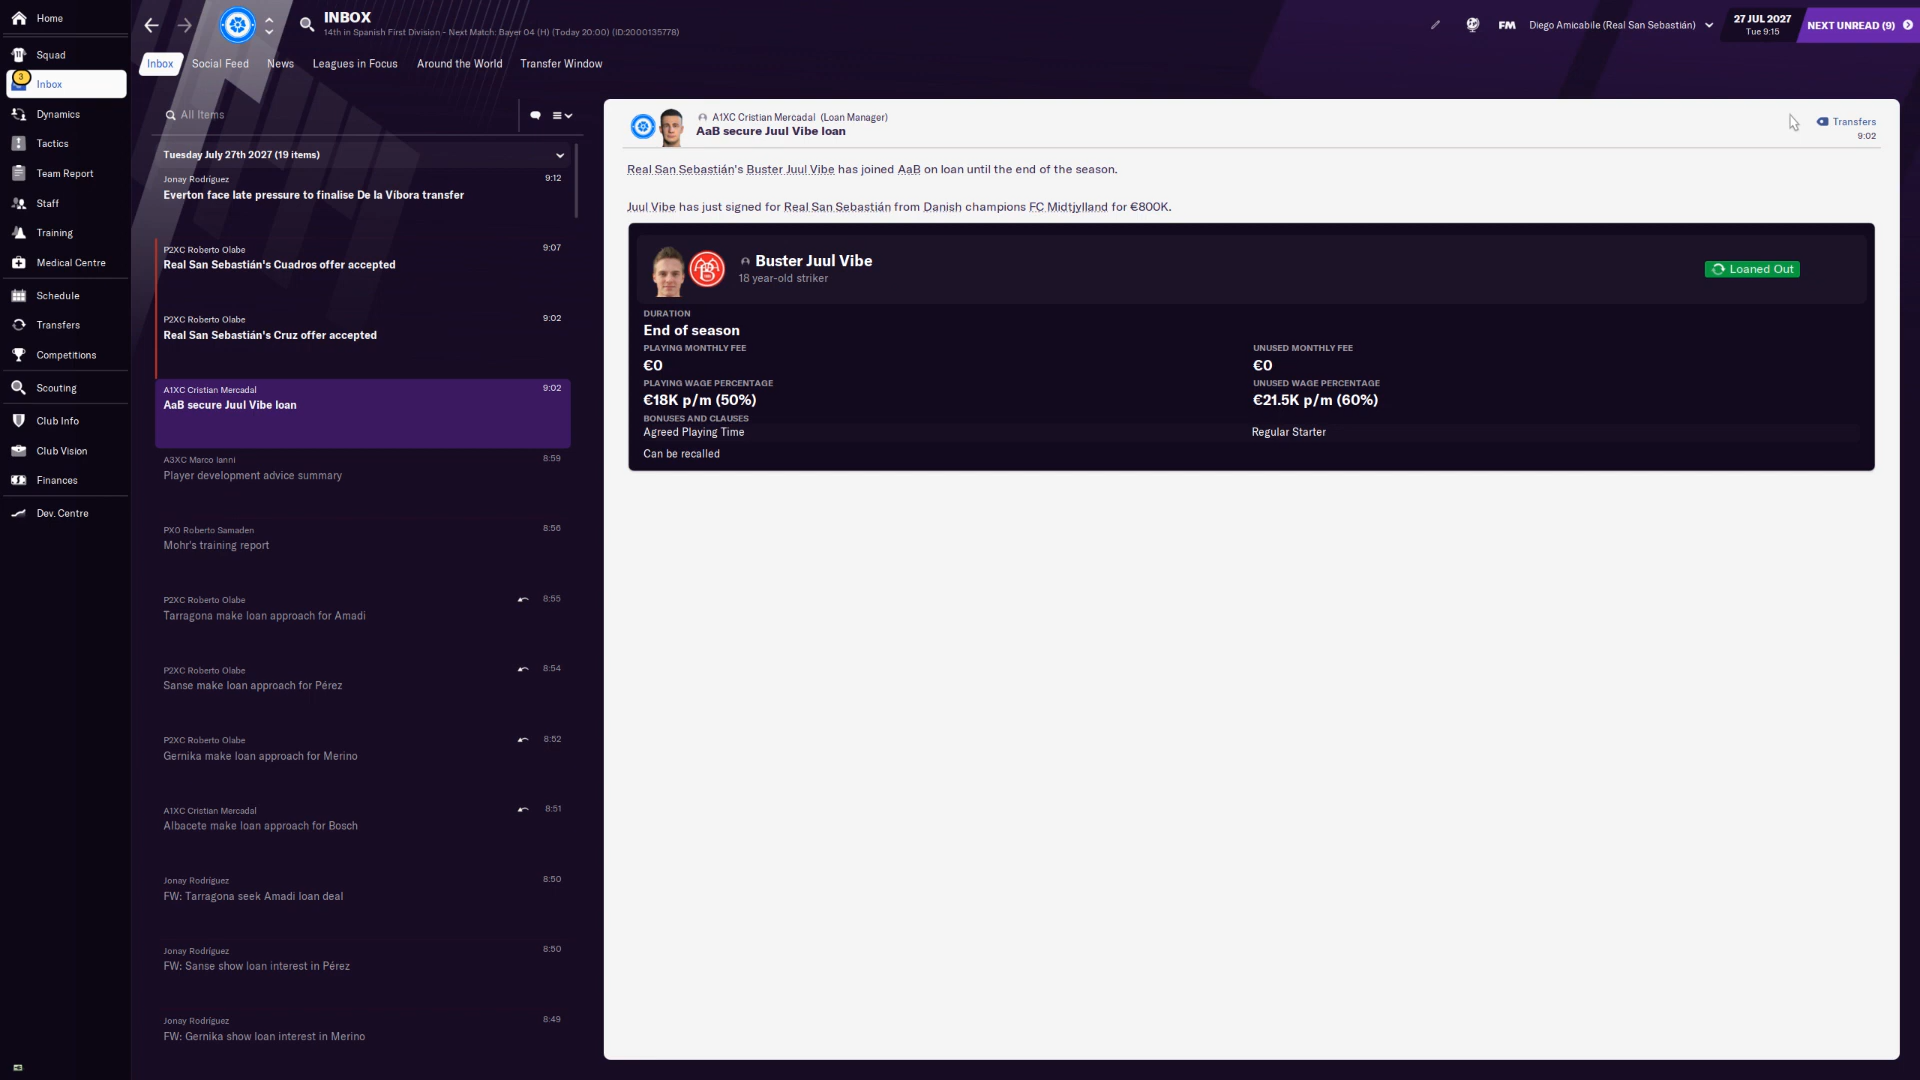 Home
Squad
3
Inbox
Dynamics
Tactics
Team Report
Staff
Training
Medical Centre
Schedule
Transfers
Competitions
Scouting
Club Info
Club Vision
Finances
Dev. Centre
INBOX
14th in Spanish First Division - Next Match: Bayer 04 (H) (Today 20:00) (ID:2000135778)
FM
Diego Amicabile (Real San Sebastián)
27 JUL 2027
Tue 9:15
NEXT UNREAD (9)
Inbox
Social Feed
News
Leagues in Focus
Around the World
Transfer Window
All Items
Tuesday July 27th 2027 (19 items)
Jonay Rodríguez
9:12
Everton face late pressure to finalise De la Víbora transfer
P2XC Roberto Olabe
9:07
Real San Sebastián's Cuadros offer accepted
P2XC Roberto Olabe
9:02
Real San Sebastián's Cruz offer accepted
A1XC Cristian Mercadal
9:02
AaB secure Juul Vibe loan
A3XC Marco Ianni
8:59
Player development advice summary
PX0 Roberto Samaden
8:56
Mohr's training report
P2XC Roberto Olabe
8:55
Tarragona make loan approach for Amadi
P2XC Roberto Olabe
8:54
Sanse make loan approach for Pérez
P2XC Roberto Olabe
8:52
Gernika make loan approach for Merino
A1XC Cristian Mercadal
8:51
Albacete make loan approach for Bosch
Jonay Rodríguez
8:50
FW: Tarragona seek Amadi loan deal
Jonay Rodríguez
8:50
FW: Sanse show loan interest in Pérez
Jonay Rodríguez
8:49
FW: Gernika show loan interest in Merino
A1XC Cristian Mercadal (Loan Manager)
AaB secure Juul Vibe loan
Transfers
9:02
Real San Sebastián's Buster Juul Vibe has joined AaB on loan until the end of the season.
Juul Vibe has just signed for Real San Sebastián from Danish champions FC Midtjylland for €800K.
Buster Juul Vibe
18 year-old striker
Loaned Out
DURATION
End of season
PLAYING MONTHLY FEE
UNUSED MONTHLY FEE
€0
€0
PLAYING WAGE PERCENTAGE
UNUSED WAGE PERCENTAGE
€18K p/m (50%)
€21.5K p/m (60%)
BONUSES AND CLAUSES
Agreed Playing Time
Regular Starter
Can be recalled